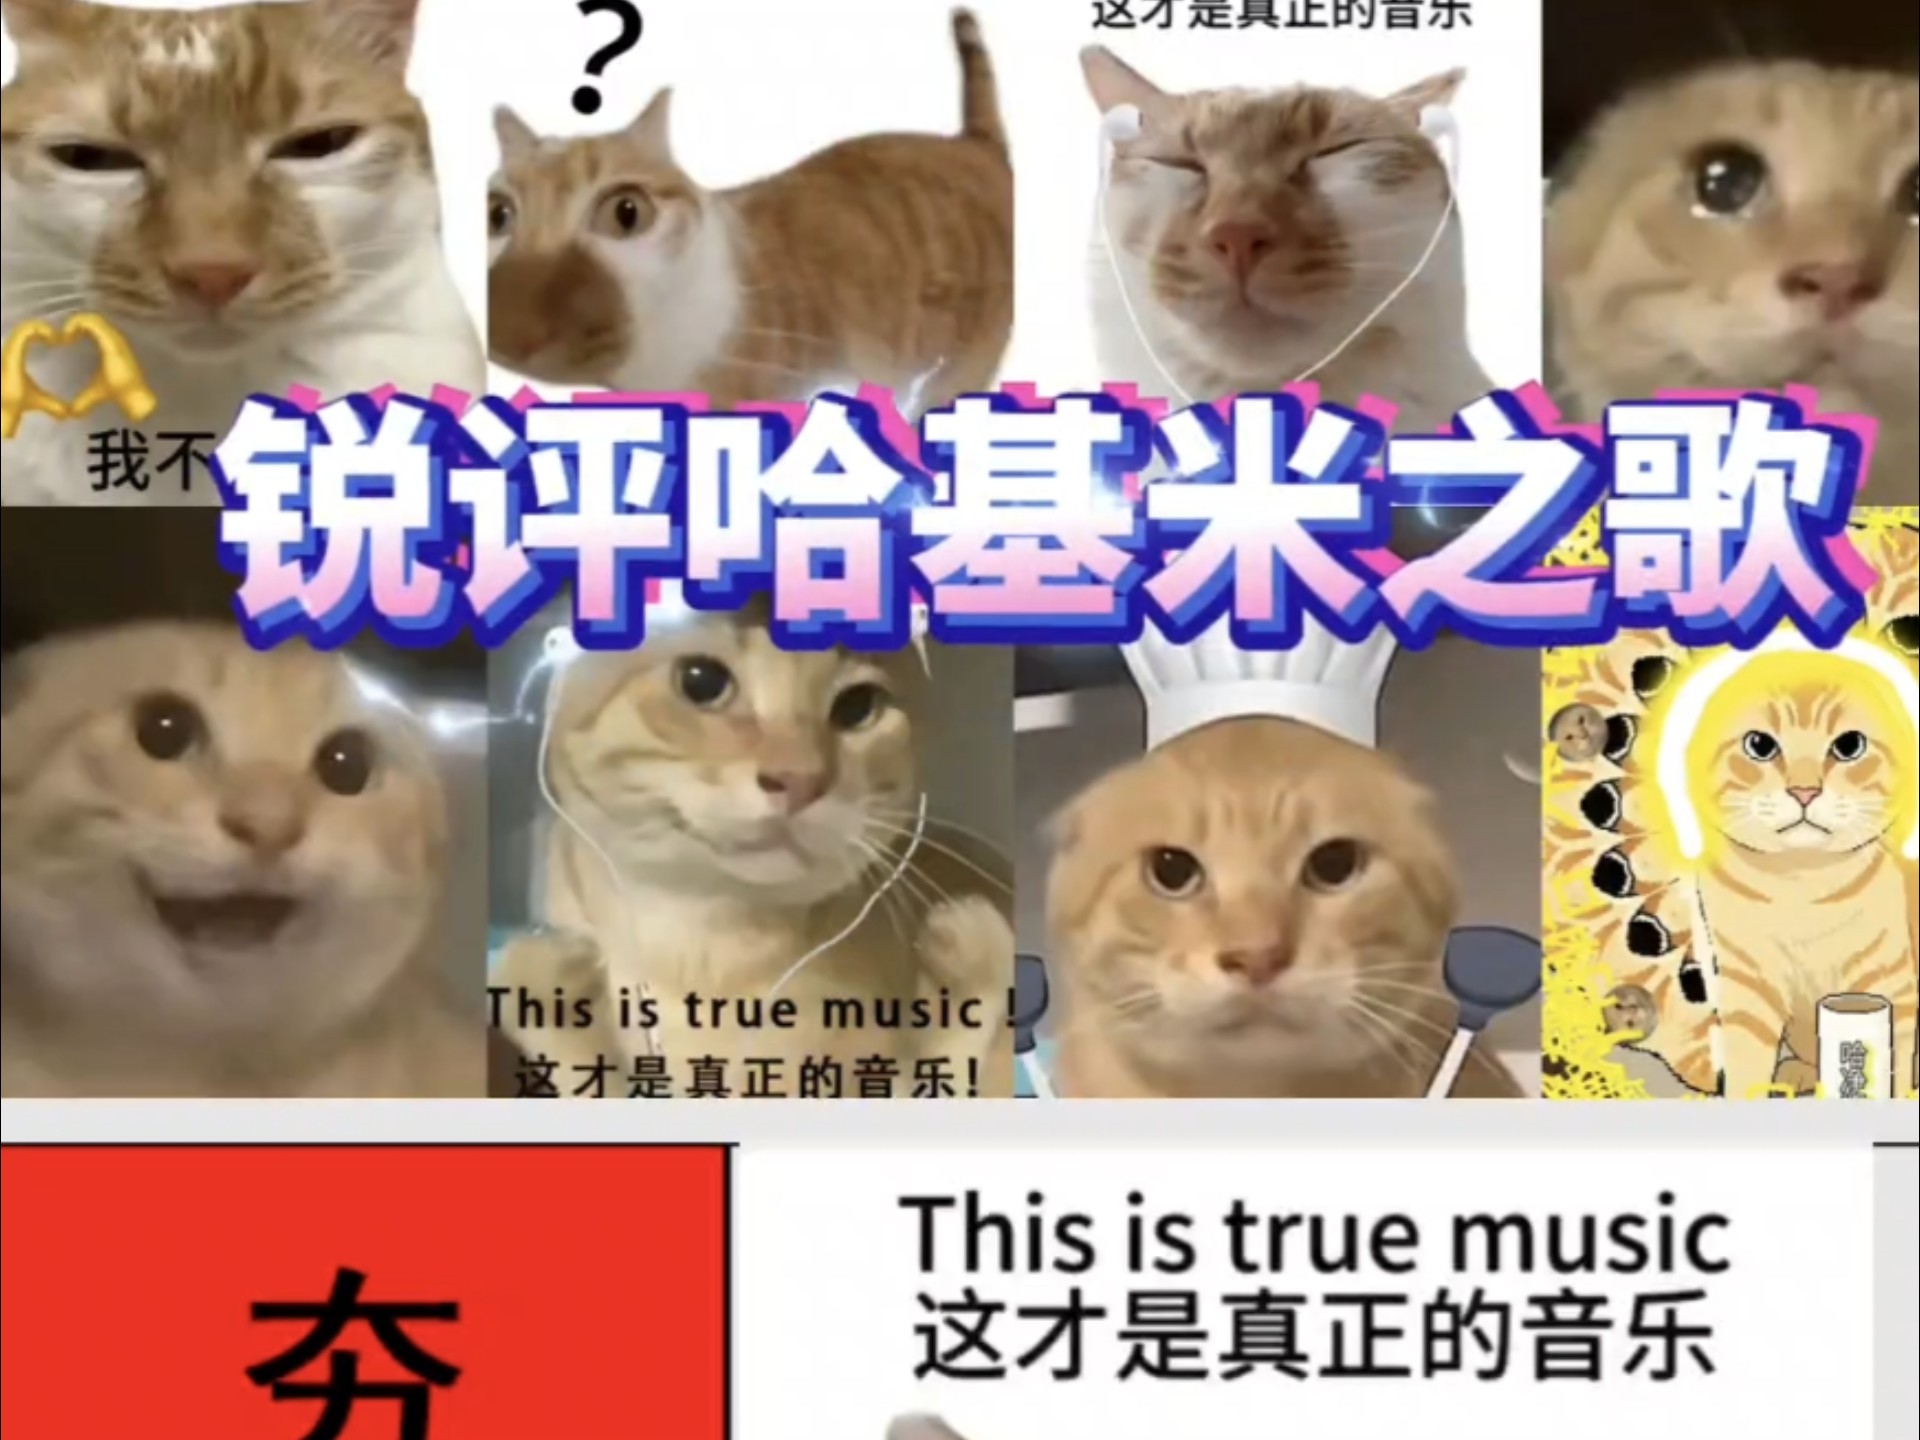 ?
这才是真正的音乐
我不
锐评哈基米之歌
This is true music !
这才是真正的音乐!
夯
This is true music
这才是真正的音乐